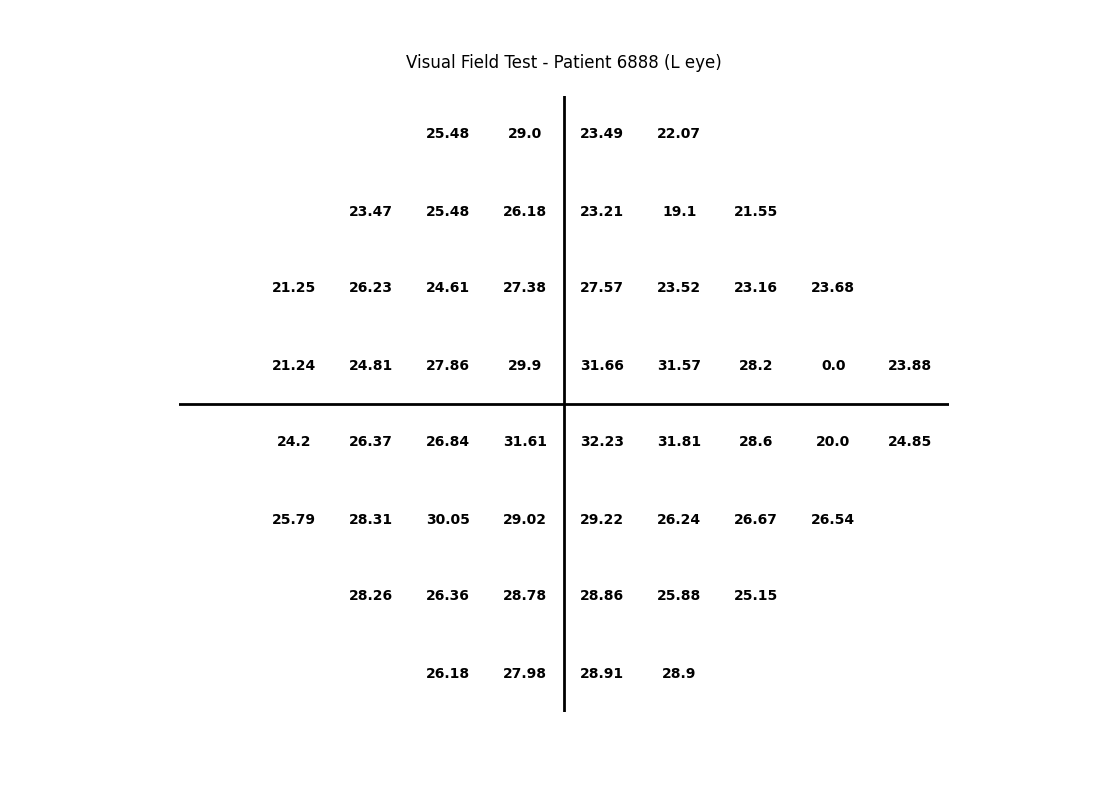 Visual Field Test - Patient 6888 (L eye)
25.48 29.0 23.49 22.07
23.47 25.48 26.18 23.21 19.1 21.55
21.25 26.23 24.61 27.38 27.57 23.52 23.16 23.68
21.24 24.81 27.86 29.9 31.66 31.57 28.2 0.0 23.88
24.2 26.37 26.84 31.61 32.23 31.81 28.6 20.0 24.85
25.79 28.31 30.05 29.02 29.22 26.24 26.67 26.54
28.26 26.36 28.78 28.86 25.88 25.15
26.18 27.98 28.91 28.9